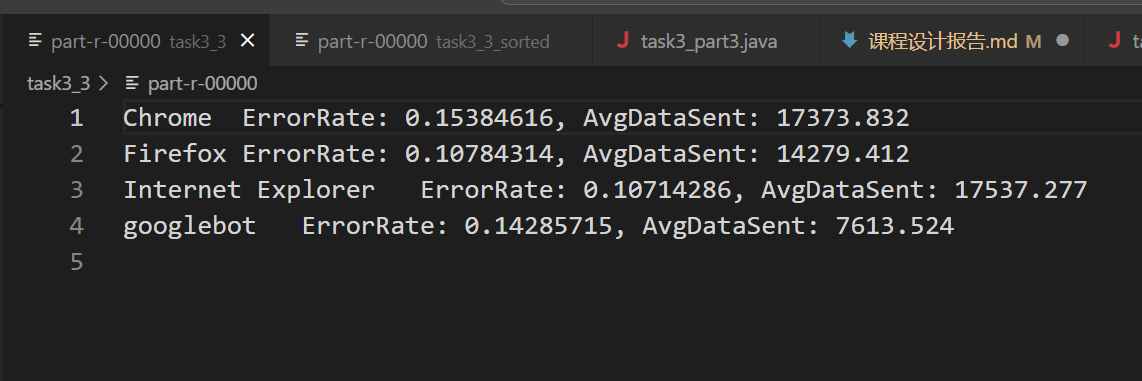 part-r-00000 task3_3 part-r-00000 task3_3_sorted task3_part3.java 课程设计报告.md M
task3_3 > part-r-00000
1 Chrome ErrorRate: 0.15384616, AvgDataSent: 17373.832
2 Firefox ErrorRate: 0.10784314, AvgDataSent: 14279.412
3 Internet Explorer ErrorRate: 0.10714286, AvgDataSent: 17537.277
4 googlebot ErrorRate: 0.14285715, AvgDataSent: 7613.524
5